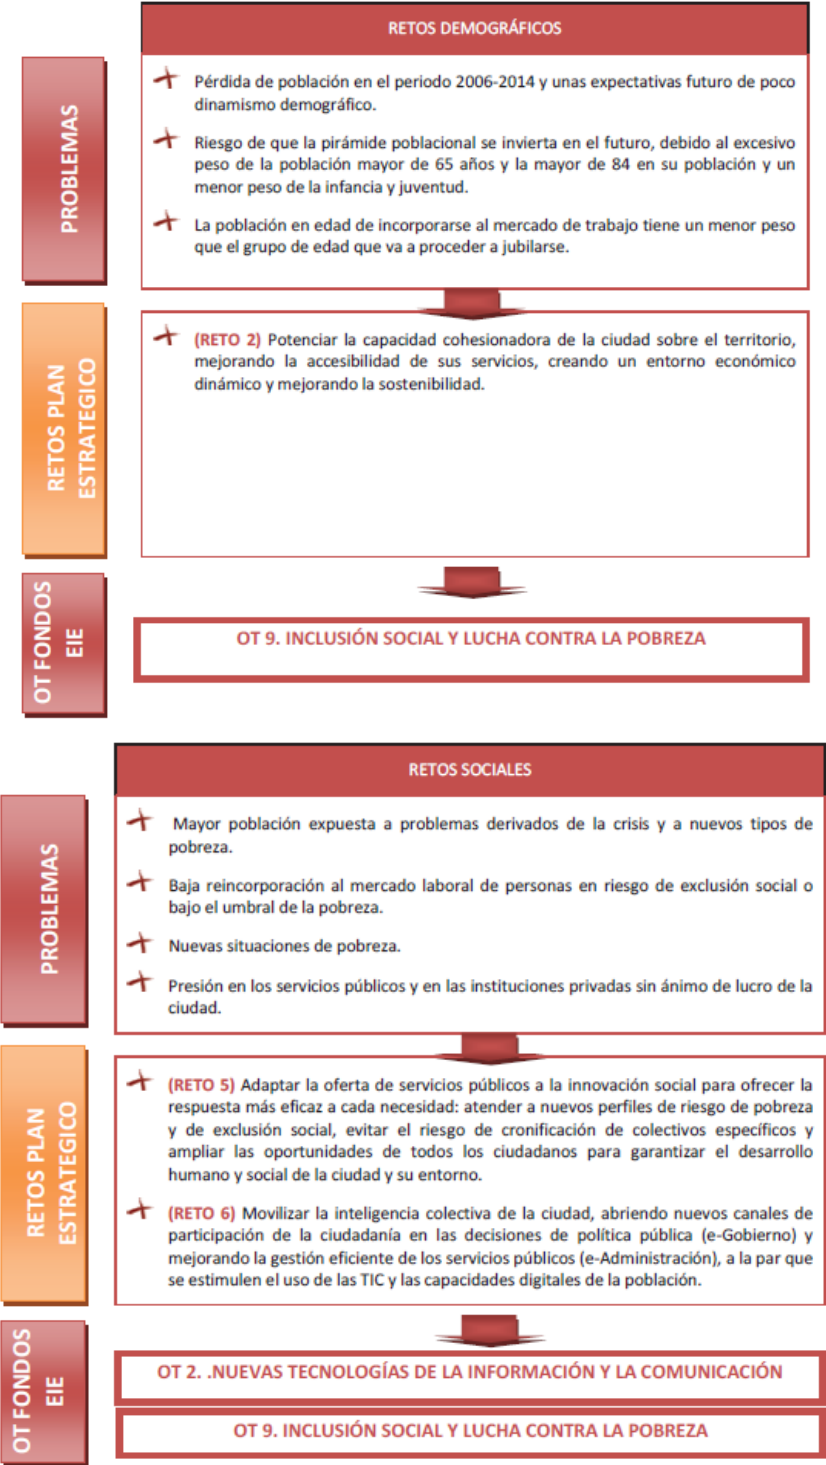 RETOS DEMOGRÁFICOS
PROBLEMAS
Pérdida de población en el periodo 2006-2014 y unas expectativas futuro de poco
dinamismo demográfico.
Riesgo de que la pirámide poblacional se invierta en el futuro, debido al excesivo
peso de la población mayor de 65 años y la mayor de 84 en su población y un
menor peso de la infancia y juventud.
La población en edad de incorporarse al mercado de trabajo tiene un menor peso
que el grupo de edad que va a proceder a jubilarse.
RETOS PLAN
ESTRATEGICO
(RETO 2) Potenciar la capacidad cohesionadora de la ciudad sobre el territorio,
mejorando la accesibilidad de sus servicios, creando un entorno económico
dinámico y mejorando la sostenibilidad.
OT FONDOS
EIE
OT 9. INCLUSIÓN SOCIAL Y LUCHA CONTRA LA POBREZA
RETOS SOCIALES
PROBLEMAS
Mayor población expuesta a problemas derivados de la crisis y a nuevos tipos de
pobreza.
Baja reincorporación al mercado laboral de personas en riesgo de exclusión social o
bajo el umbral de la pobreza.
Nuevas situaciones de pobreza.
Presión en los servicios públicos y en las instituciones privadas sin ánimo de lucro de la
ciudad.
RETOS PLAN
ESTRATEGICO
(RETO 5) Adaptar la oferta de servicios públicos a la innovación social para ofrecer la
respuesta más eficaz a cada necesidad: atender a nuevos perfiles de riesgo de pobreza
y de exclusión social, evitar el riesgo de cronificación de colectivos específicos y
ampliar las oportunidades de todos los ciudadanos para garantizar el desarrollo
humano y social de la ciudad y su entorno.
(RETO 6) Movilizar la inteligencia colectiva de la ciudad, abriendo nuevos canales de
participación de la ciudadanía en las decisiones de política pública (e-Gobierno) y
mejorando la gestión eficiente de los servicios públicos (e-Administración), a la par que
se estimulen el uso de las TIC y las capacidades digitales de la población.
OT FONDOS
EIE
OT 2. .NUEVAS TECNOLOGÍAS DE LA INFORMACIÓN Y LA COMUNICACIÓN
OT 9. INCLUSIÓN SOCIAL Y LUCHA CONTRA LA POBREZA